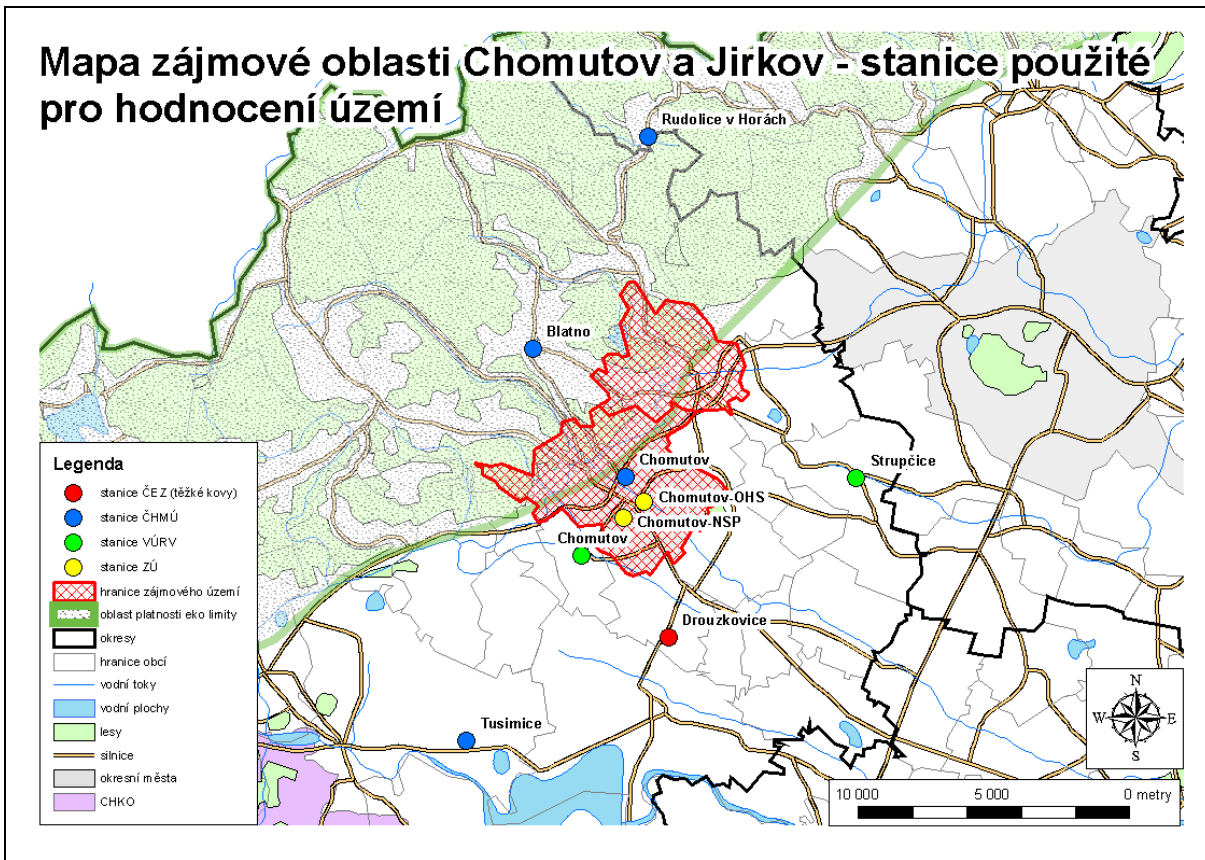 Mapa zájmové oblasti Chomutov a Jirkov - stanice použité
pro hodnocení území
Rudolice v Horách
Blatno
Chomutov
Strupčice
Chomutov-OHS
Chomutov-NSP
Chomutov
Drouzkovice
Tusimice
Legenda
stanice ČEZ (těžké kovy)
stanice ČHMÚ
stanice VÚRV
stanice ZÚ
hranice zájmového území
oblast platnosti eko limity
okresy
hranice obcí
vodní toky
vodní plochy
lesy
silnice
okresní města
CHKO
N
W E
S
10 000 5 000 0 metry